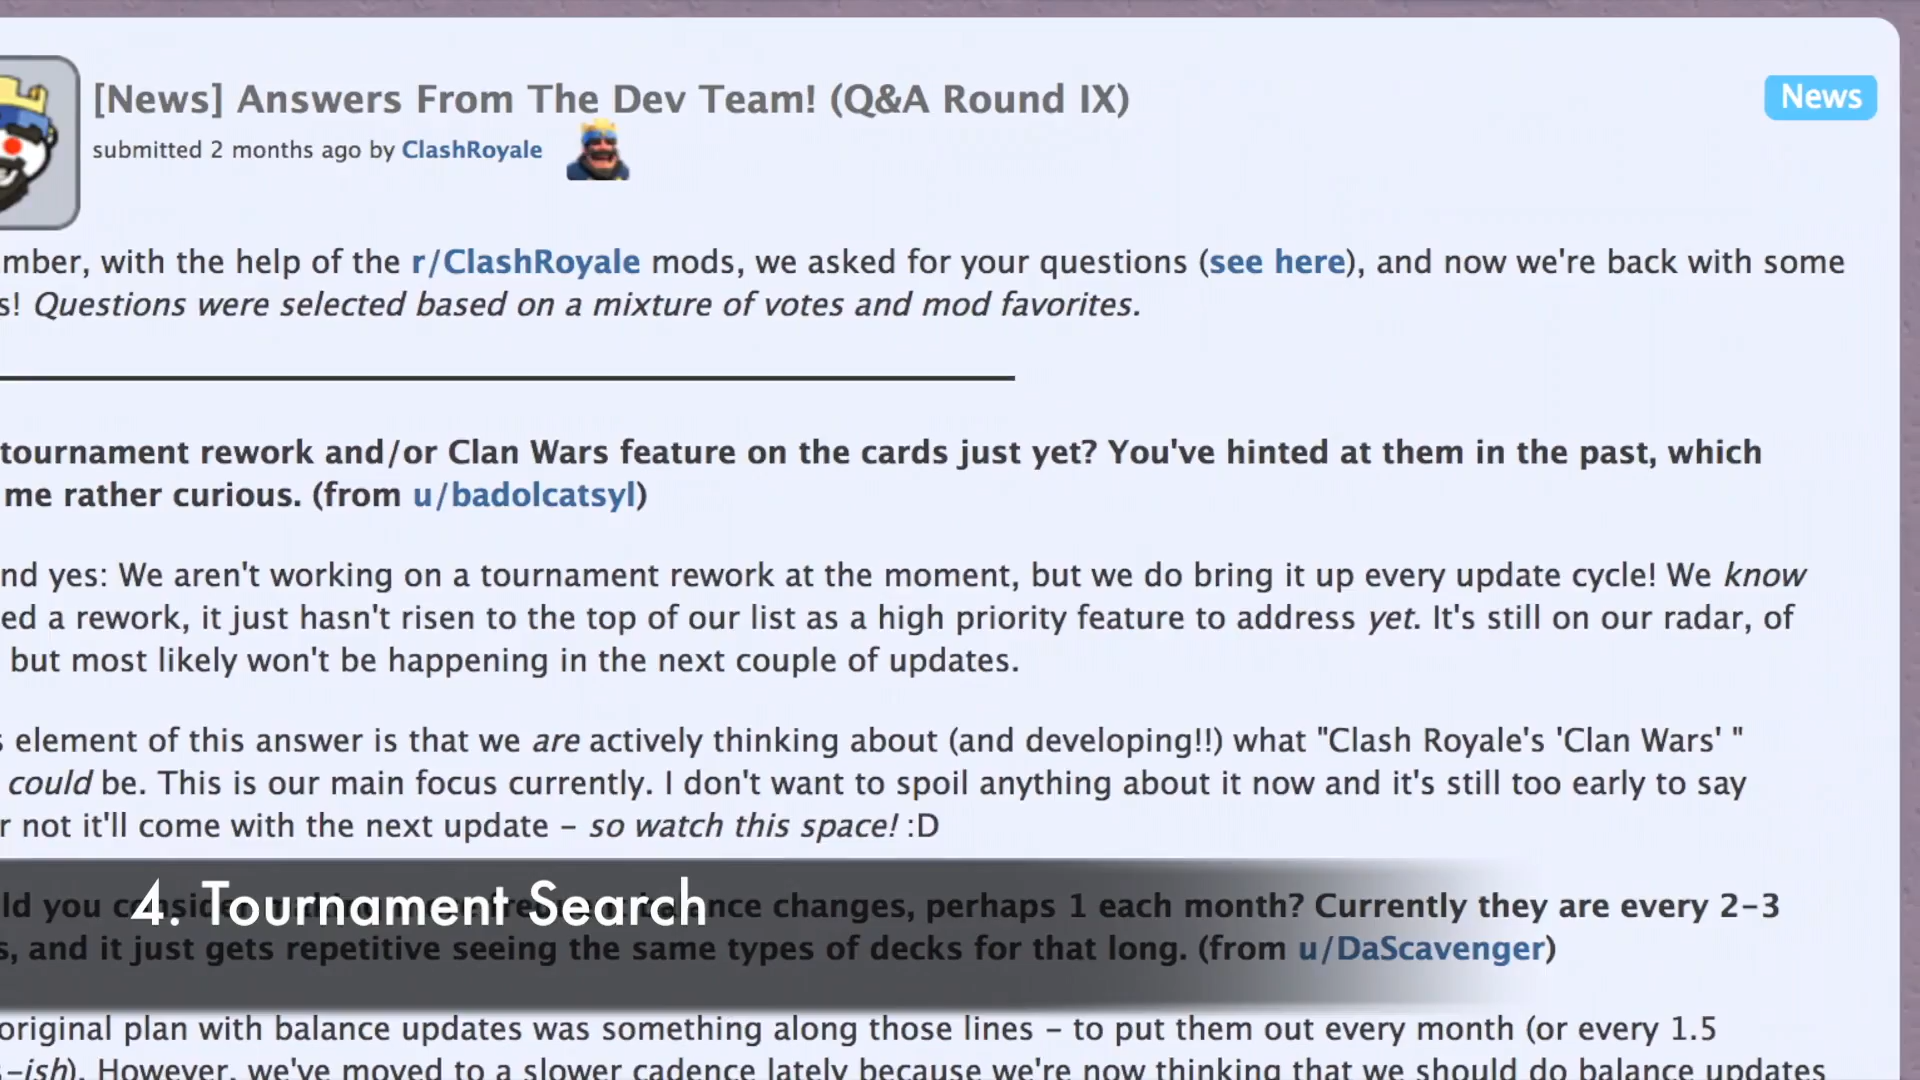 [News] Answers From The Dev Team! (Q&A Round IX)
News
submitted 2 months ago by ClashRoyale
mber, with the help of the r/ClashRoyale mods, we asked for your questions (see here), and now we're back with some
s! Questions were selected based on a mixture of votes and mod favorites.
tournament rework and/or Clan Wars feature on the cards just yet? You've hinted at them in the past, which
me rather curious. (from u/badolcatsyl)
nd yes: We aren't working on a tournament rework at the moment, but we do bring it up every update cycle! We know
ed a rework, it just hasn't risen to the top of our list as a high priority feature to address yet. It's still on our radar, of
but most likely won't be happening in the next couple of updates.
s element of this answer is that we are actively thinking about (and developing!!) what "Clash Royale's 'Clan Wars' "
could be. This is our main focus currently. I don't want to spoil anything about it now and it's still too early to say
r not it'll come with the next update – so watch this space! :D
4. Tournament Search
ld you changes, perhaps 1 each month? Currently they are every 2-3
s, and it just gets repetitive seeing the same types of decks for that long. (from u/DaScavenger)
original plan with balance updates was something along those lines – to put them out every month (or every 1.5
s-ish). However, we've moved to a slower cadence lately because we're now thinking that we should do balance updates